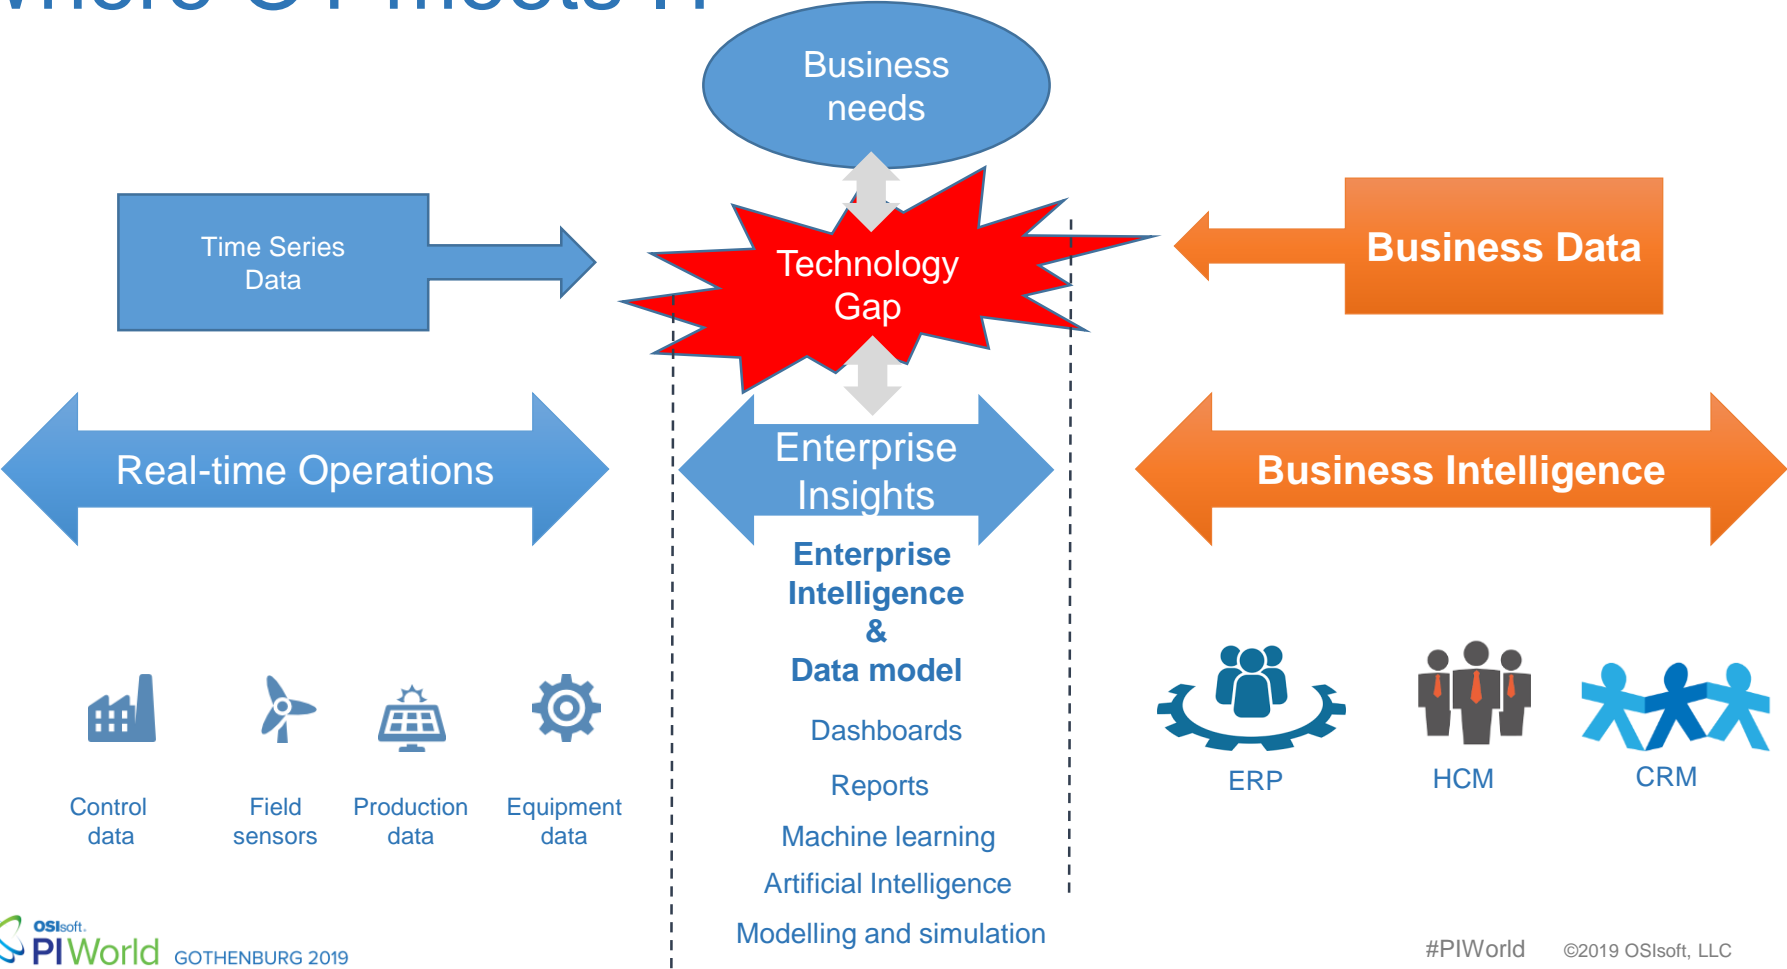 Business
needs
Time Series
Data
Technology
Gap
Business Data
Real-time Operations
Enterprise
Insights
Business Intelligence
Enterprise
Intelligence
&
Data model
Dashboards
Reports
Machine learning
Artificial Intelligence
Modelling and simulation
Control
data
Field
sensors
Production
data
Equipment
data
ERP
HCM
CRM
OSIsoft.
PIWorld GOTHENBURG 2019
#PIWorld ©2019 OSIsoft, LLC